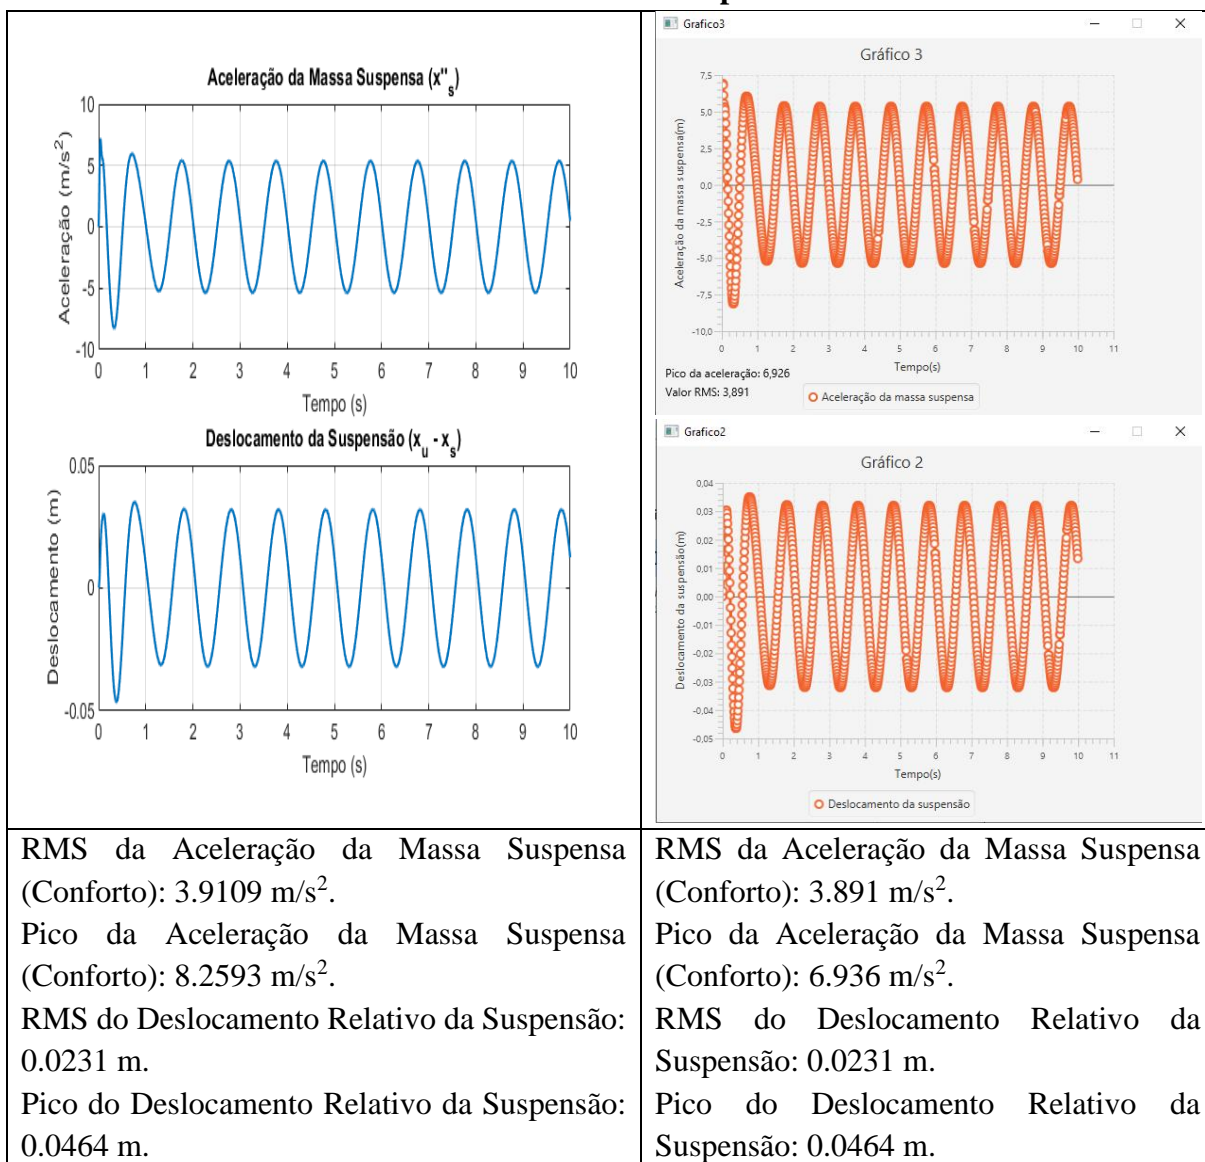 Aceleração da Massa Suspensa (x''s)
10
5
0
-5
-10
Aceleração (m/s²)
0 1 2 3 4 5 6 7 8 9 10
Tempo (s)
Deslocamento da Suspensão (xu - xs)
0.05
0
-0.05
Deslocamento (m)
0 1 2 3 4 5 6 7 8 9 10
Tempo (s)
Grafico3
Gráfico 3
7,5
5,0
2,5
0,0
-2,5
-5,0
-7,5
-10,0
Aceleração da massa suspensa(m)
0 1 2 3 4 5 6 7 8 9 10 11
Tempo(s)
Pico da aceleração: 6,926
Valor RMS: 3,891
Aceleração da massa suspensa
Grafico2
Gráfico 2
0,04
0,03
0,02
0,01
0,00
-0,01
-0,02
-0,03
-0,04
-0,05
Deslocamento da suspensão(m)
0 1 2 3 4 5 6 7 8 9 10 11
Tempo(s)
Deslocamento da suspensão
RMS da Aceleração da Massa Suspensa
(Conforto): 3.9109 m/s².
Pico da Aceleração da Massa Suspensa
(Conforto): 8.2593 m/s².
RMS do Deslocamento Relativo da Suspensão:
0.0231 m.
Pico do Deslocamento Relativo da Suspensão:
0.0464 m.
RMS da Aceleração da Massa Suspensa
(Conforto): 3.891 m/s².
Pico da Aceleração da Massa Suspensa
(Conforto): 6.936 m/s².
RMS do Deslocamento Relativo da
Suspensão: 0.0231 m.
Pico do Deslocamento Relativo da
Suspensão: 0.0464 m.